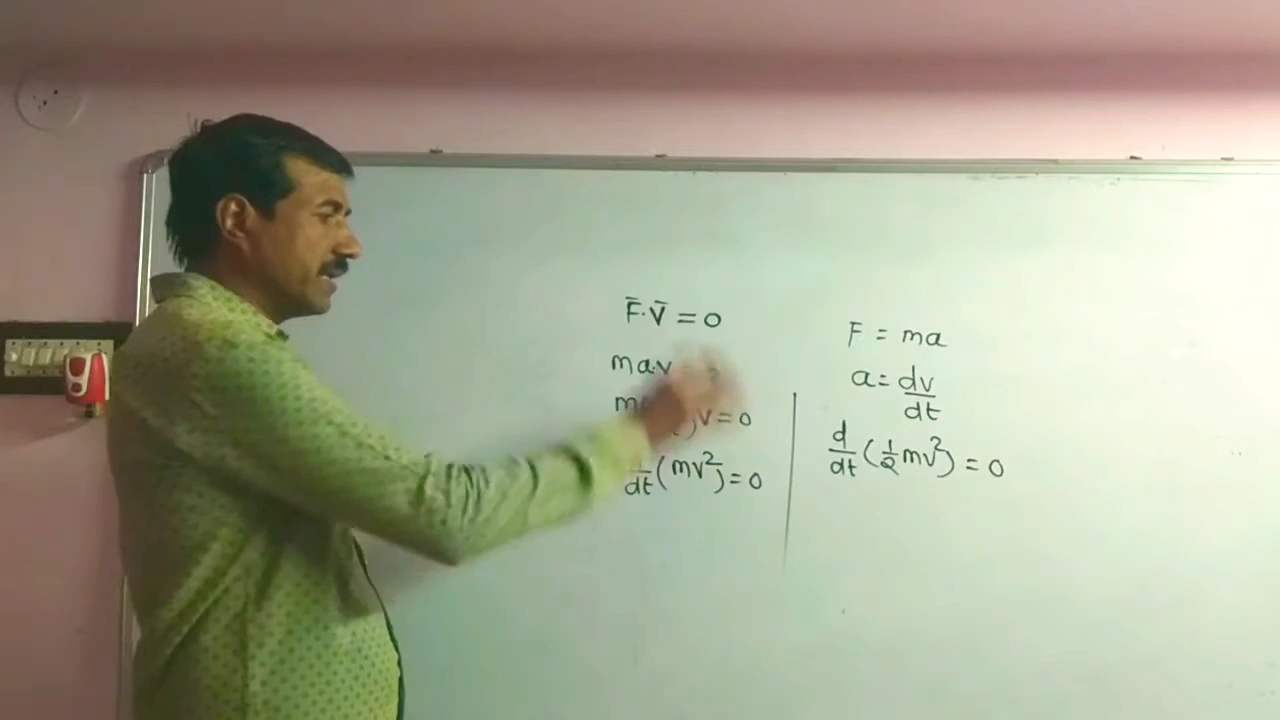 F̅·V̅ = 0
ma·v
v = 0
d/dt (mv²) = 0
F = ma
a = dv/dt
d/dt (½mv²) = 0